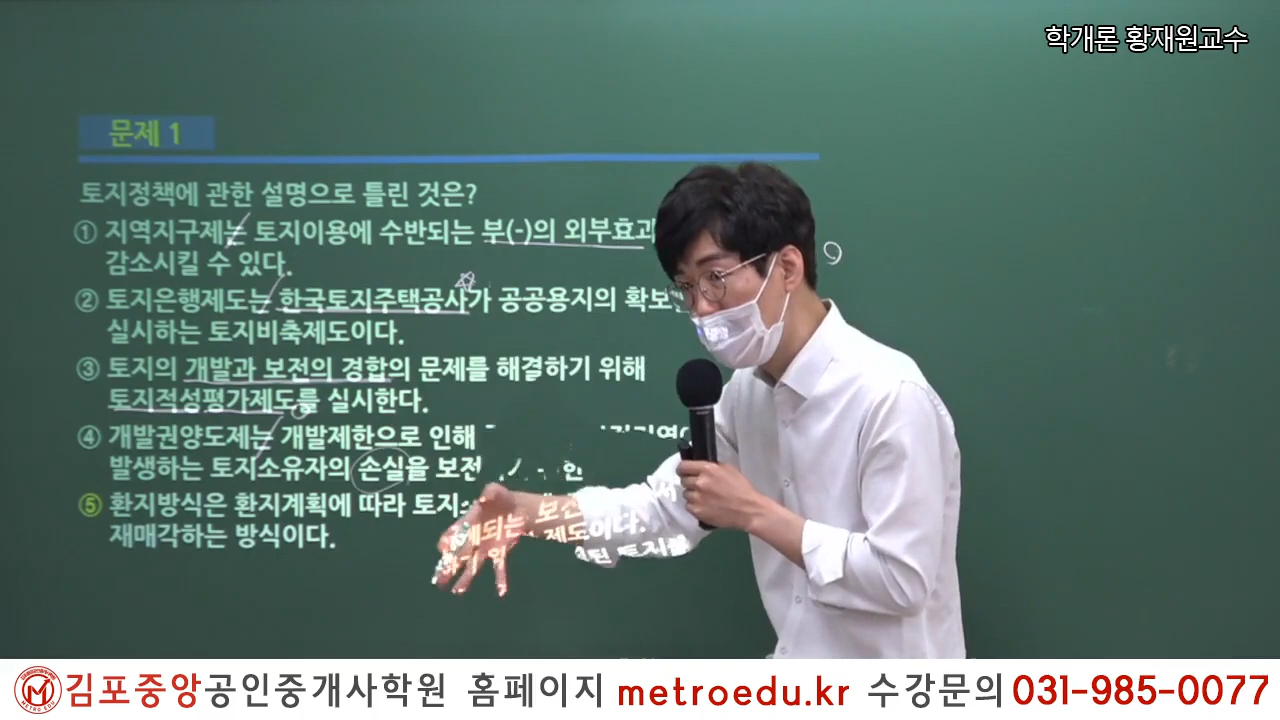 학개론 황재원교수
문제 1
토지정책에 관한 설명으로 틀린 것은?
① 지역지구제는 토지이용에 수반되는 부(-)의 외부효과
감소시킬 수 있다.
② 토지은행제도는 한국토지주택공사가 공공용지의 확보
실시하는 토지비축제도이다.
③ 토지의 개발과 보전의 경합의 문제를 해결하기 위해
토지적성평가제도를 실시한다.
④ 개발권양도제는 개발제한으로 인해
발생하는 토지소유자의 손실을 보전
제도이다.
⑤ 환지방식은 환지계획에 따라 토지
토지를
재매각하는 방식이다.
METRO EDU
김포중앙공인중개사학원 홈페이지 metroedu.kr 수강문의 031-985-0077